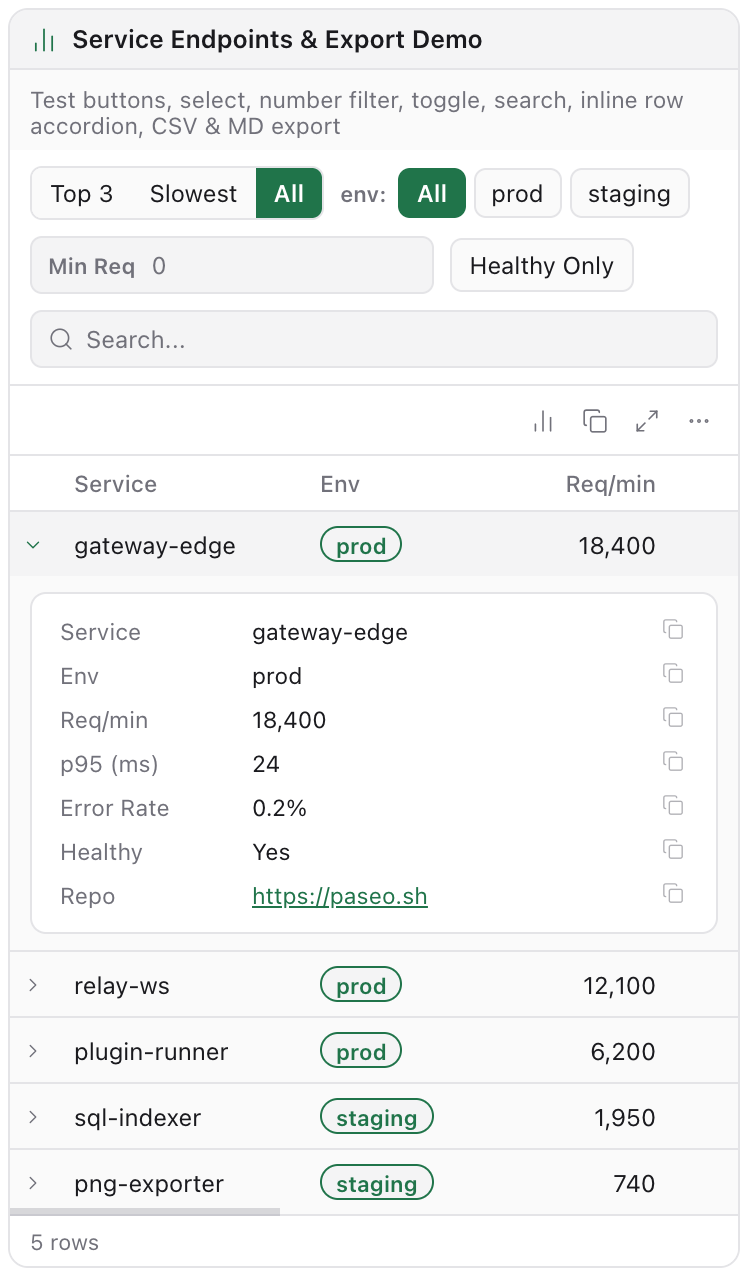 Service Endpoints & Export Demo
Test buttons, select, number filter, toggle, search, inline row
accordion, CSV & MD export
Top 3 Slowest All env: All prod staging
Min Req 0 Healthy Only
Search...
Service Env Req/min
gateway-edge prod 18,400
Service gateway-edge
Env prod
Req/min 18,400
p95 (ms) 24
Error Rate 0.2%
Healthy Yes
Repo https://paseo.sh
relay-ws prod 12,100
plugin-runner prod 6,200
sql-indexer staging 1,950
png-exporter staging 740
5 rows